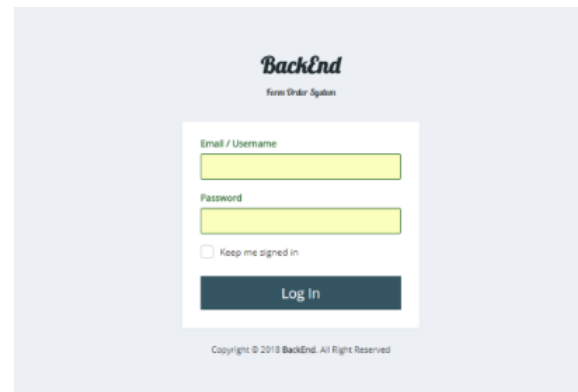 BackEnd
Form Order System
Email / Username
Password
Keep me signed in
Log In
Copyright © 2018 BackEnd. All Right Reserved